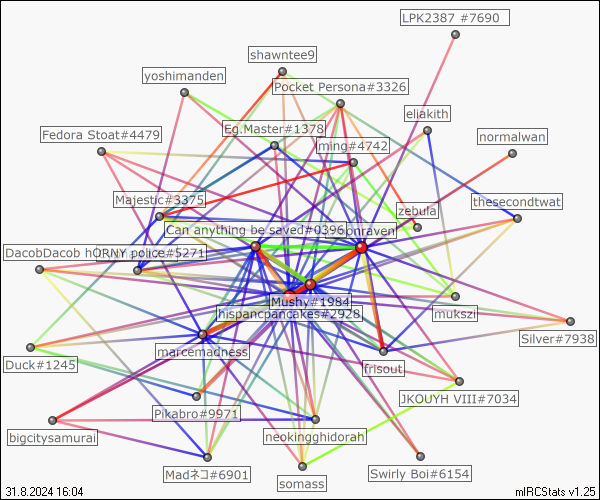 LPK2387 #7690
shawntee9
yoshimanden
Pocket Persona#3326
eliakith
Eg.Master#1378
Fedora Stoat#4479
normalwan
ming#4742
Majestic#3375
thesecondtwat
zebula
Can anything be saved#0396
onraven
DacobDacob
hORNY police#5271
Mushy#1984
mukszi
hispancpancakes#2928
Silver#7938
marcemadness
Duck#1245
frisout
JKOUYH VIII#7034
Pikabro#9971
bigcitysamurai
neokingghidorah
Madネコ#6901
Swirly Boi#6154
somass
31.8.2024 16:04
mIRCStats v1.25